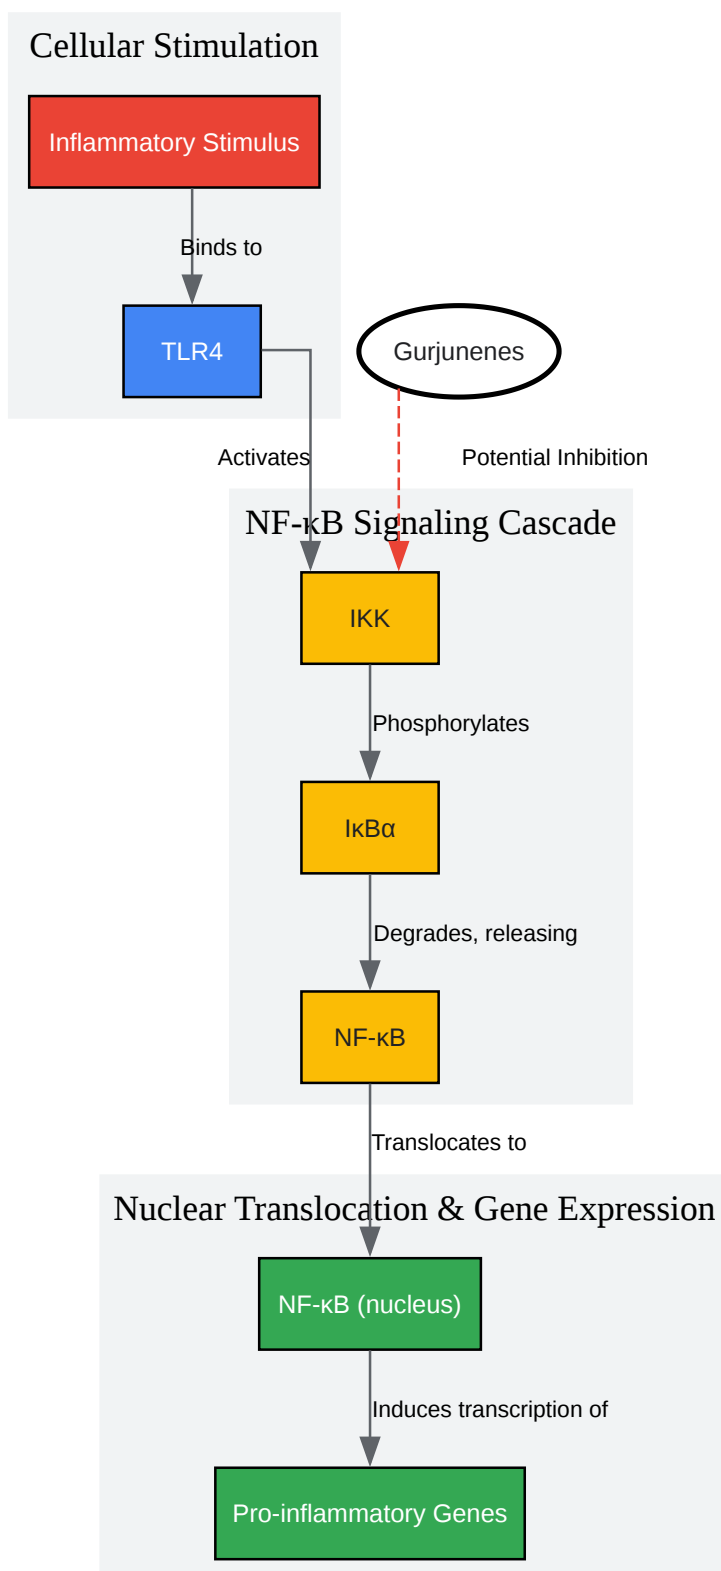 Cellular Stimulation
Inflammatory Stimulus
Binds to
TLR4
Gurjunenes
Activates
Potential Inhibition
NF-κB Signaling Cascade
IKK
Phosphorylates
IκBα
Degrades, releasing
NF-κB
Translocates to
Nuclear Translocation & Gene Expression
NF-κB (nucleus)
Induces transcription of
Pro-inflammatory Genes